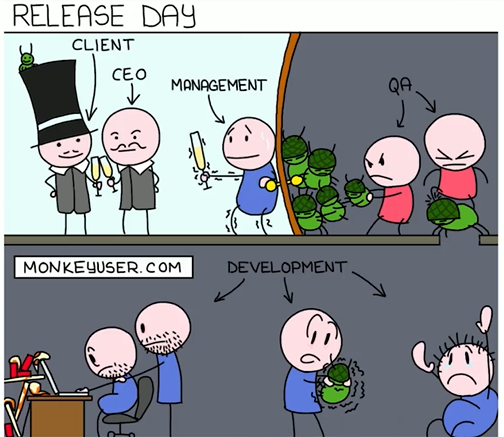 RELEASE DAY
CLIENT
CEO
MANAGEMENT
QA
MONKEYUSER.COM
DEVELOPMENT